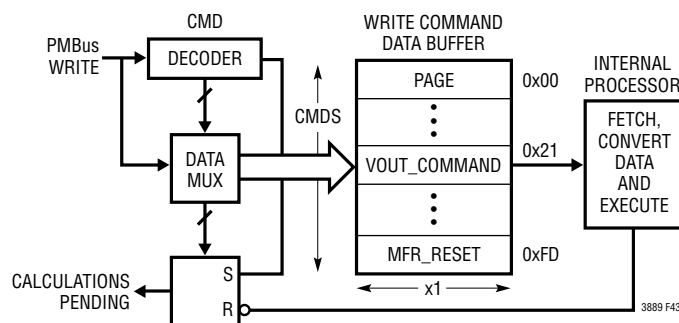 CMD
PMBus
WRITE
DECODER
DATA
MUX
CMDS
S
R
CALCULATIONS
PENDING
WRITE COMMAND
DATA BUFFER
PAGE
0x00
VOUT_COMMAND
0x21
MFR_RESET
0xFD
x1
INTERNAL
PROCESSOR
FETCH,
CONVERT
DATA
AND
EXECUTE
3889 F43